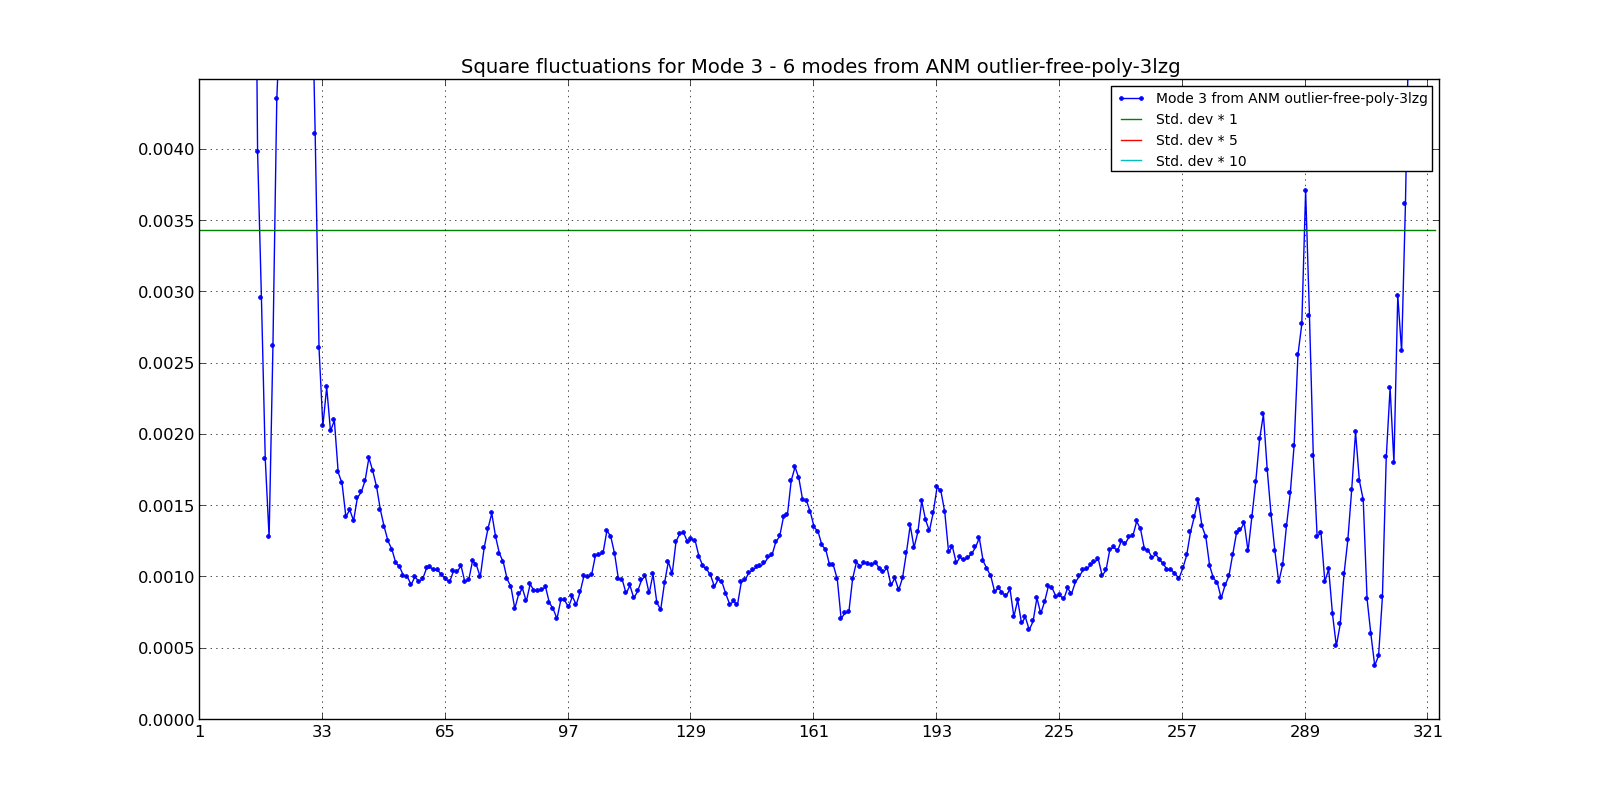 Square fluctuations for Mode 3 - 6 modes from ANM outlier-free-poly-3lzg
Mode 3 from ANM outlier-free-poly-3lzg
Std. dev * 1
Std. dev * 5
Std. dev * 10
0.0040
0.0035
0.0030
0.0025
0.0020
0.0015
0.0010
0.0005
0.0000
1 33 65 97 129 161 193 225 257 289 321